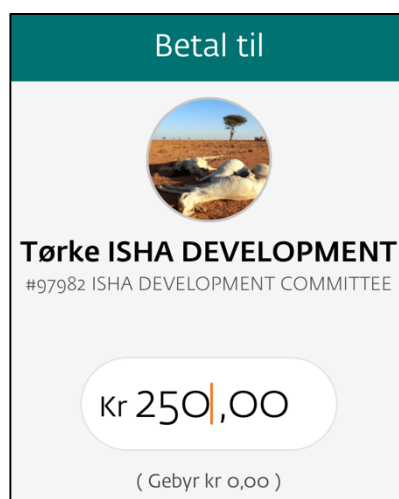 Betal til
Tørke ISHA DEVELOPMENT
#97982 ISHA DEVELOPMENT COMMITTEE
Kr 250,00
( Gebyr kr 0,00 )